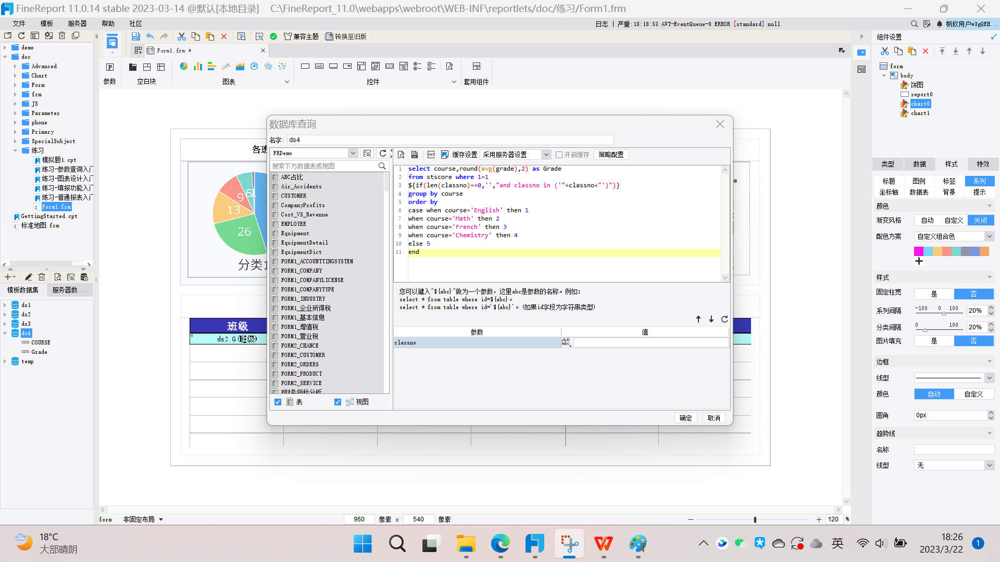 FineReport 11.0.14 stable 2023-03-14 @默认[本地目录] C:\FineReport_11.0\webapps\webroot\WEB-INF\reportlets/doc/练习/Form1.frm
文件 模板 服务器 帮助 社区
日志 | 严重:18:18:53 AWT-EventQueue-0 ERROR [standard] null
帆软用户w3gQEH...
demo
doc
Advanced
Chart
Form
frm
JS
Parameter
phone
Primary
SpecialSubject
练习
模拟题1.cpt
练习-参数查询入门
练习-图表设计入门
练习-填报功能入门
练习-普通报表入门
Form1.frm
GettingStarted.cpt
标准地图.frm
模板数据集 服务器数...
ds1
ds2
ds3
ds4
COURSE
Grade
temp
兼容主题 转换至旧版
Form1.frm *
参数 空白块 图表 控件 套用组件
各班
9
6
1
13
26
分类1
班级
ds2.G(班级)
数据库查询
名字: ds4
FRDemo
搜索下方数据表或视图
ABC占比
Air_Accidents
CUSTOMER
CompanyProfits
Cost_VS_Revenue
EMPLOYEE
Equipment
EquipmentDetail
EquipmentDict
FORM1_ACCOUNTTINGSYSTEM
FORM1_COMPANY
FORM1_COMPANYLICENSE
FORM1_COMPANYTYPE
FORM1_INDUSTRY
FORM1_企业所得税
FORM1_基本信息
FORM1_增值税
FORM1_营业税
FORM2_CHANCE
FORM2_CUSTOMER
FORM2_ORDERS
FORM2_PRODUCT
FORM2_SERVICE
F财务指标分析
表 视图
缓存设置 采用服务器设置 开启缓存 策略配置
1 select course,round(avg(grade),2) as Grade
2 from stscore where 1=1
3 ${if(len(classno)==0,'',"and classno in ('"+classno+"')")}
4 group by course
5 order by
6 case when course='English' then 1
7 when course='Math' then 2
8 when course='French' then 3
9 when course='Chemistry' then 4
10 else 5
11 end
您可以键入"${abc}"做为一个参数，这里abc是参数的名称。例如:
select * from table where id=${abc}。
select * from table where id='${abc}'。(如果id字段为字符串类型)
参数 值
classno
确定 取消
form 非固定布局 960 像素 x 540 像素 120 %
组件设置
form
body
饼图
report0
chart0
chart1
类型 数据 样式 特效
标题 图例 标签 系列
坐标轴 数据表 背景 提示
颜色
渐变风格 自动 自定义 关闭
配色方案 自定义组合色
样式
固定柱宽 是 否
系列间隔 -100 0 100 20%
分类间隔 0 100 20%
图片填充 是 否
边框
线型
颜色 自动 自定义
圆角 0px
趋势线
名称
线型 无
18°C
大部晴朗
英
18:26
2023/3/22
1